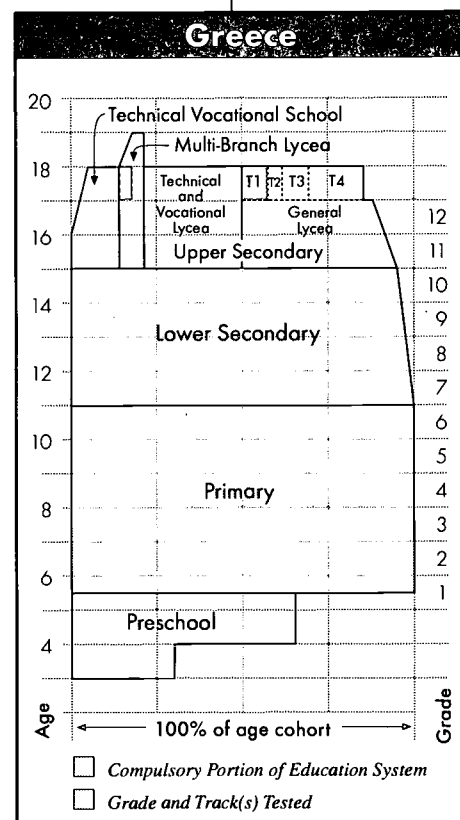 Greece
20
Technical Vocational School
Multi-Branch Lycea
18
Technical and Vocational Lycea
T1 T2 T3 T4
General Lycea
12
16
Upper Secondary
11
10
14
Lower Secondary
9
8
12
7
6
10
5
Primary
4
8
3
2
6
1
Preschool
4
Age
100% of age cohort
Grade
Compulsory Portion of Education System
Grade and Track(s) Tested